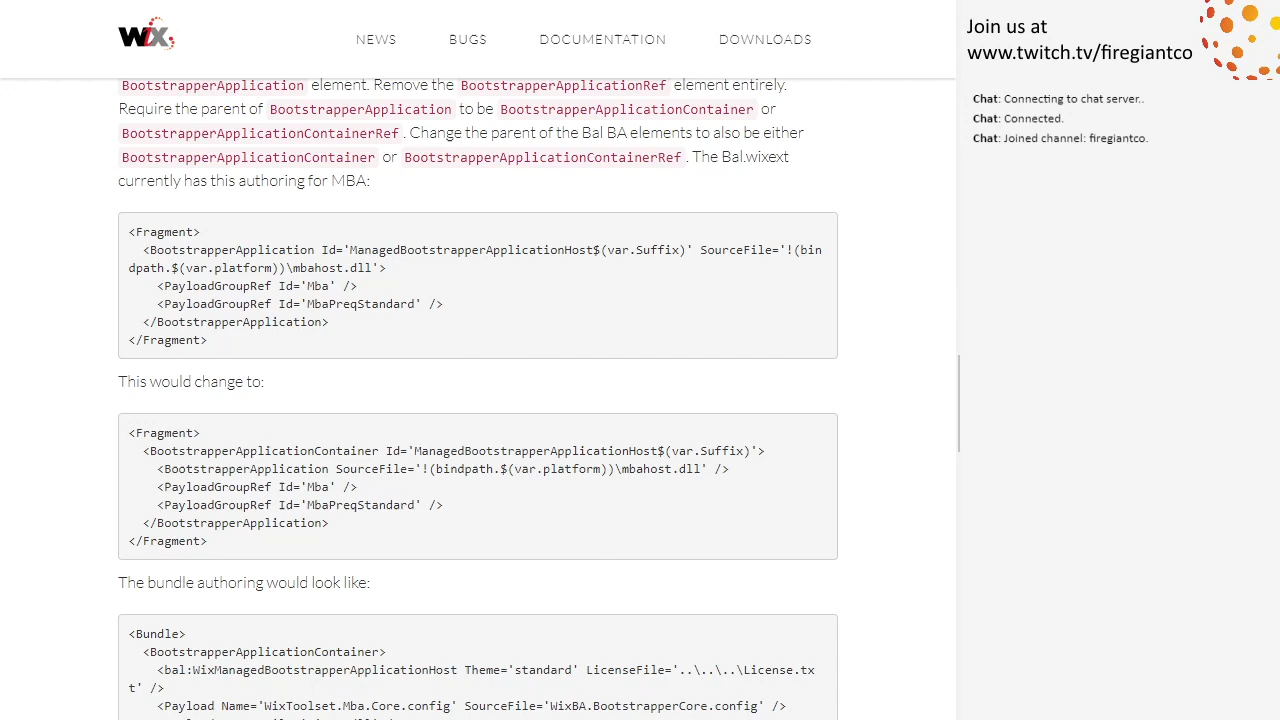 WiX
NEWS
BUGS
DOCUMENTATION
DOWNLOADS
BootstrapperApplication element. Remove the BootstrapperApplicationRef element entirely.
Require the parent of BootstrapperApplication to be BootstrapperApplicationContainer or
BootstrapperApplicationContainerRef. Change the parent of the Bal BA elements to also be either
BootstrapperApplicationContainer or BootstrapperApplicationContainerRef. The Bal.wixext
currently has this authoring for MBA:
<Fragment>
  <BootstrapperApplication Id='ManagedBootstrapperApplicationHost$(var.Suffix)' SourceFile='!(bin
dpath.$(var.platform))\mbahost.dll'>
    <PayloadGroupRef Id='Mba' />
    <PayloadGroupRef Id='MbaPreqStandard' />
  </BootstrapperApplication>
</Fragment>
This would change to:
<Fragment>
  <BootstrapperApplicationContainer Id='ManagedBootstrapperApplicationHost$(var.Suffix)'>
    <BootstrapperApplication SourceFile='!(bindpath.$(var.platform))\mbahost.dll' />
    <PayloadGroupRef Id='Mba' />
    <PayloadGroupRef Id='MbaPreqStandard' />
  </BootstrapperApplication>
</Fragment>
The bundle authoring would look like:
<Bundle>
  <BootstrapperApplicationContainer>
    <bal:WixManagedBootstrapperApplicationHost Theme='standard' LicenseFile='..\..\..\License.tx
t' />
    <Payload Name='WixToolset.Mba.Core.config' SourceFile='WixBA.BootstrapperCore.config' />
Join us at
www.twitch.tv/firegiantco
Chat: Connecting to chat server..
Chat: Connected.
Chat: Joined channel: firegiantco.